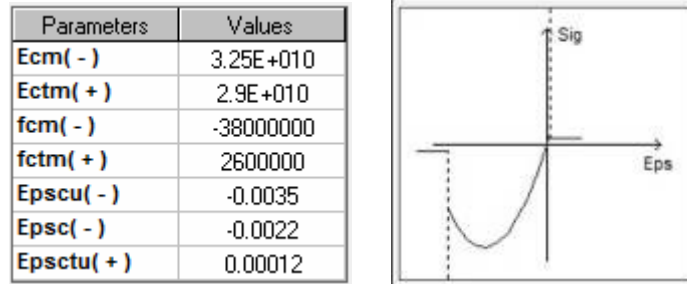 Parameters Values
Ecm( - ) 3.25E+010
Ectm( + ) 2.9E+010
fcm( - ) -38000000
fctm( + ) 2600000
Epscu( - ) -0.0035
Epsc( - ) -0.0022
Epsctu( + ) 0.00012
Sig
Eps